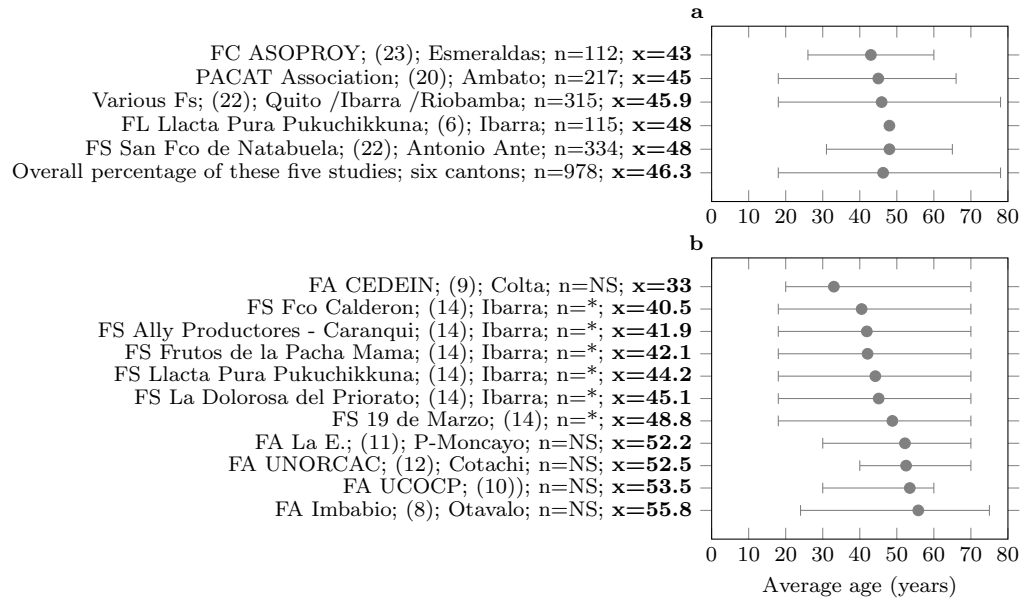 a
FC ASOPROY; (23); Esmeraldas; n=112; x=43
PACAT Association; (20); Ambato; n=217; x=45
Various Fs; (22); Quito /Ibarra /Riobamba; n=315; x=45.9
FL Llacta Pura Pukuchikkuna; (6); Ibarra; n=115; x=48
FS San Fco de Natabuela; (22); Antonio Ante; n=334; x=48
Overall percentage of these five studies; six cantons; n=978; x=46.3
0 10 20 30 40 50 60 70 80
b
FA CEDEIN; (9); Colta; n=NS; x=33
FS Fco Calderon; (14); Ibarra; n=*; x=40.5
FS Ally Productores - Caranqui; (14); Ibarra; n=*; x=41.9
FS Frutos de la Pacha Mama; (14); Ibarra; n=*; x=42.1
FS Llacta Pura Pukuchikkuna; (14); Ibarra; n=*; x=44.2
FS La Dolorosa del Priorato; (14); Ibarra; n=*; x=45.1
FS 19 de Marzo; (14); n=*; x=48.8
FA La E.; (11); P-Moncayo; n=NS; x=52.2
FA UNORCAC; (12); Cotachi; n=NS; x=52.5
FA UCOCP; (10)); n=NS; x=53.5
FA Imbabio; (8); Otavalo; n=NS; x=55.8
0 10 20 30 40 50 60 70 80
Average age (years)